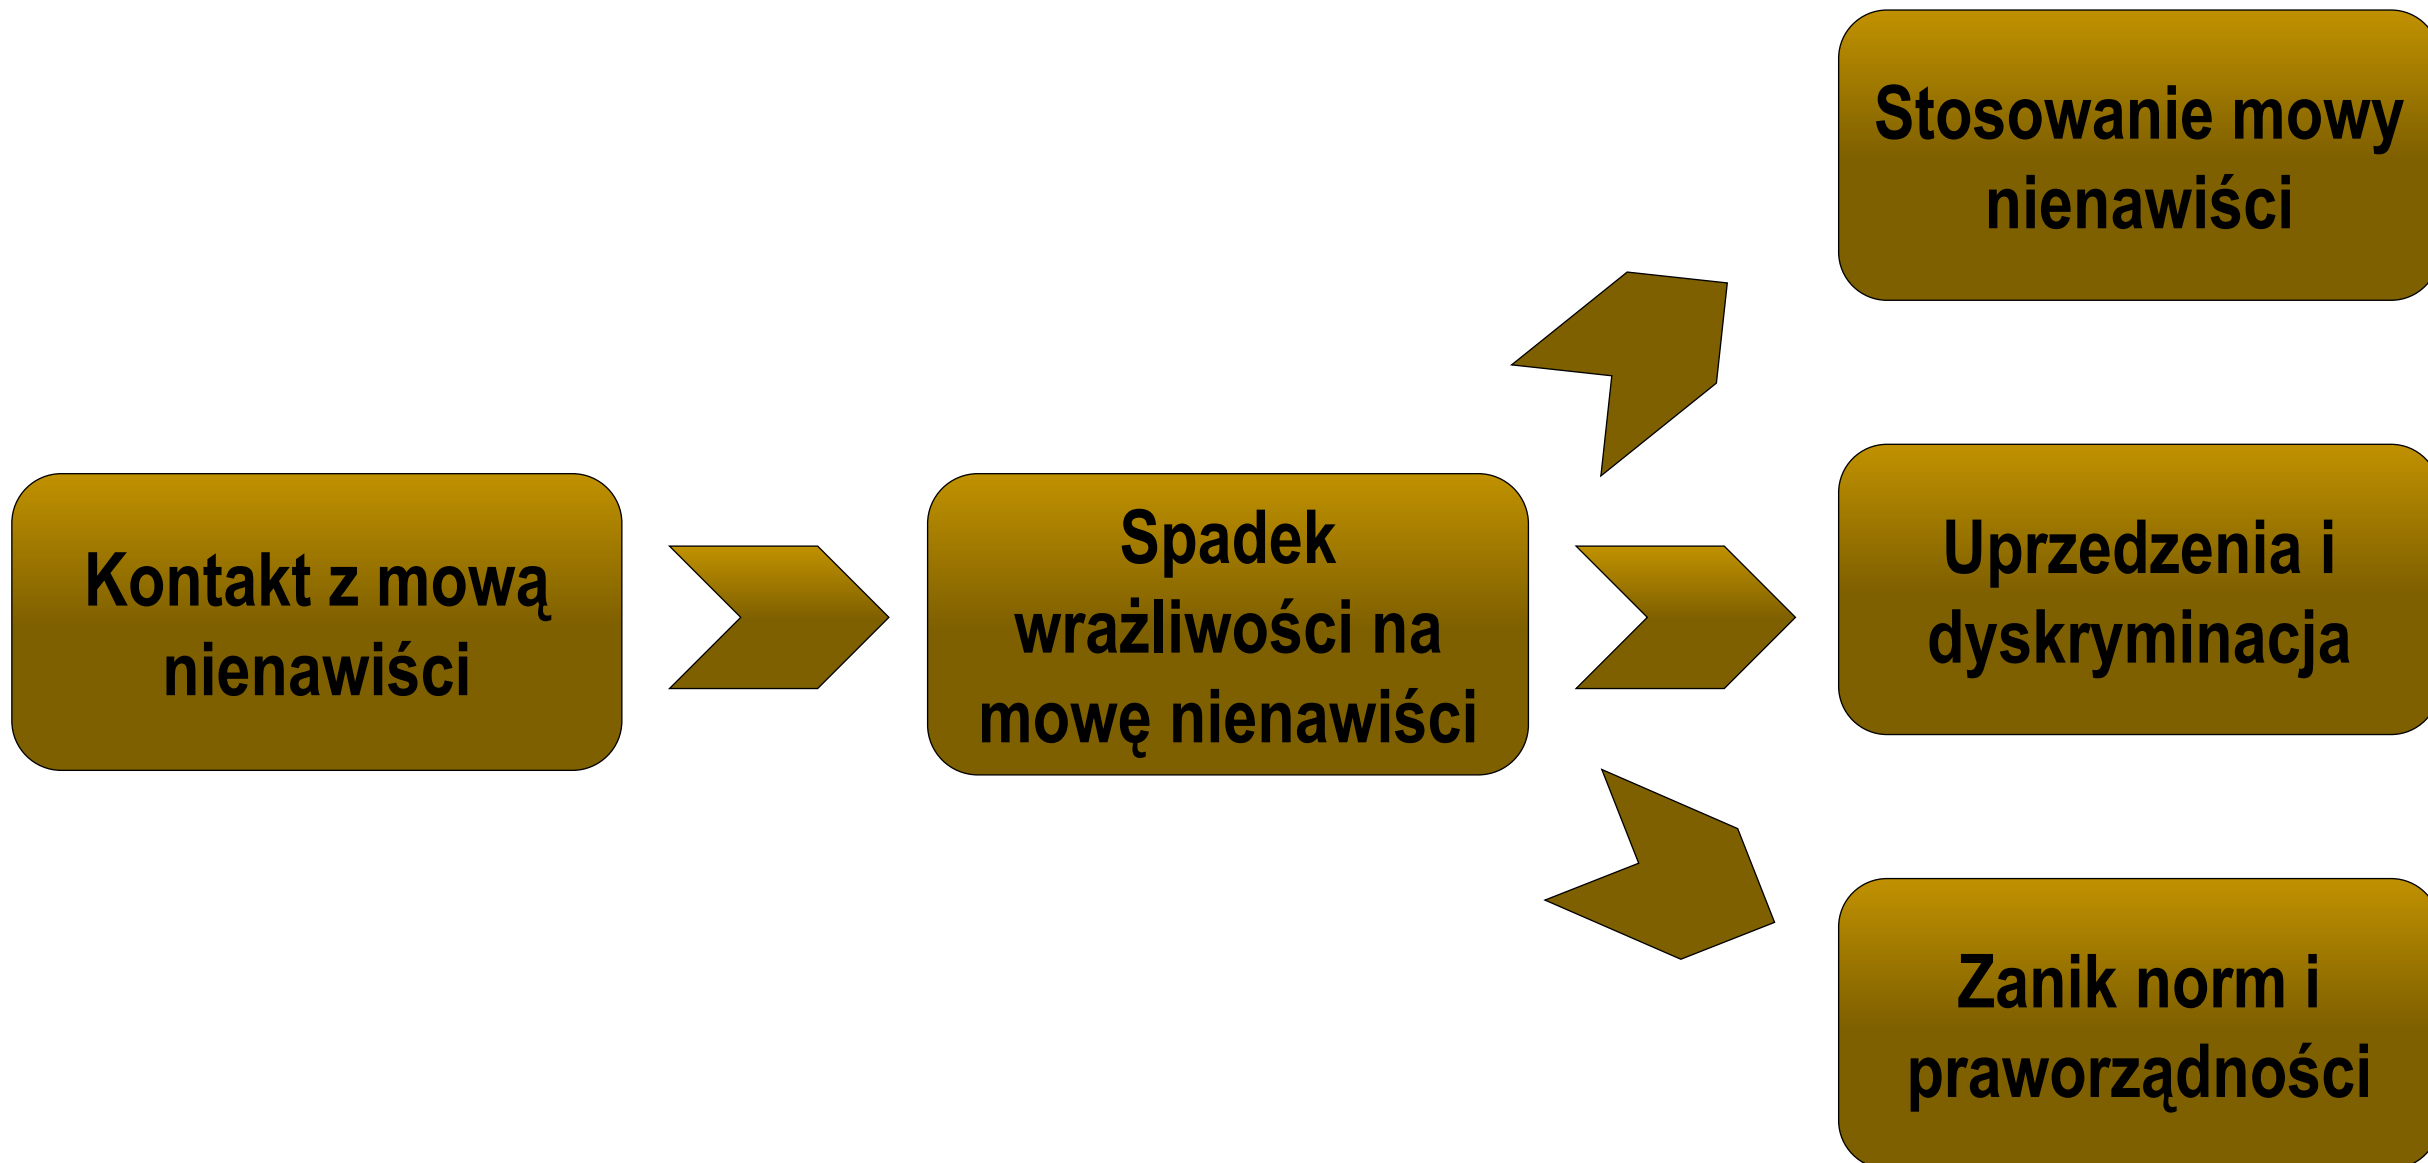 Kontakt z mową
nienawiści
Spadek
wrażliwości na
mowę nienawiści
Stosowanie mowy
nienawiści
Uprzedzenia i
dyskryminacja
Zanik norm i
praworządności